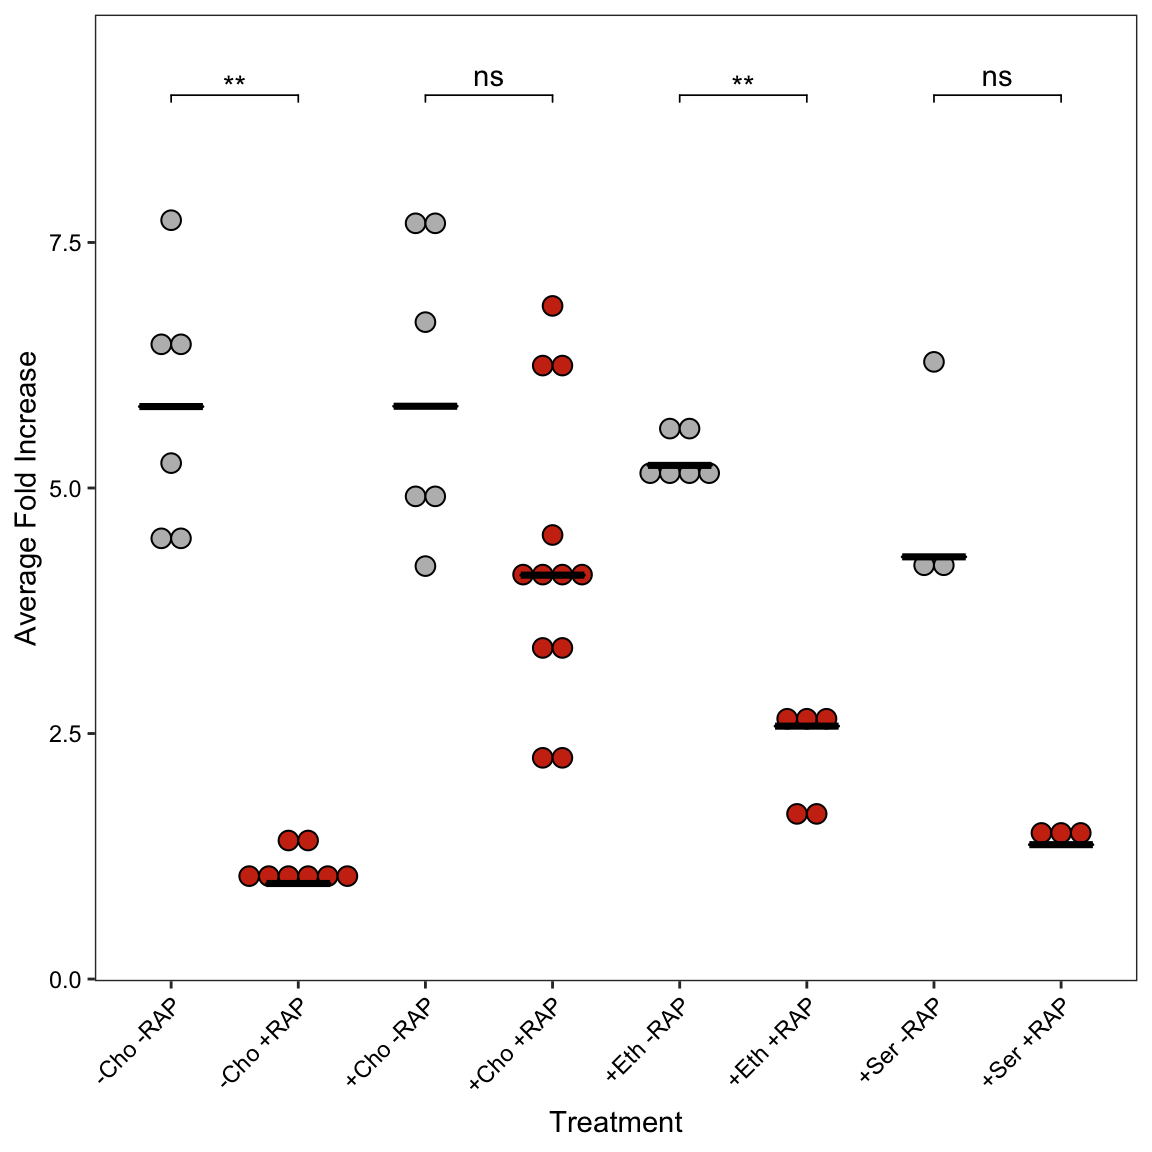 ** ns ** ns
7.5
5.0
2.5
0.0
Average Fold Increase
-Cho -RAP
-Cho +RAP
+Cho -RAP
+Cho +RAP
+Eth -RAP
+Eth +RAP
+Ser -RAP
+Ser +RAP
Treatment